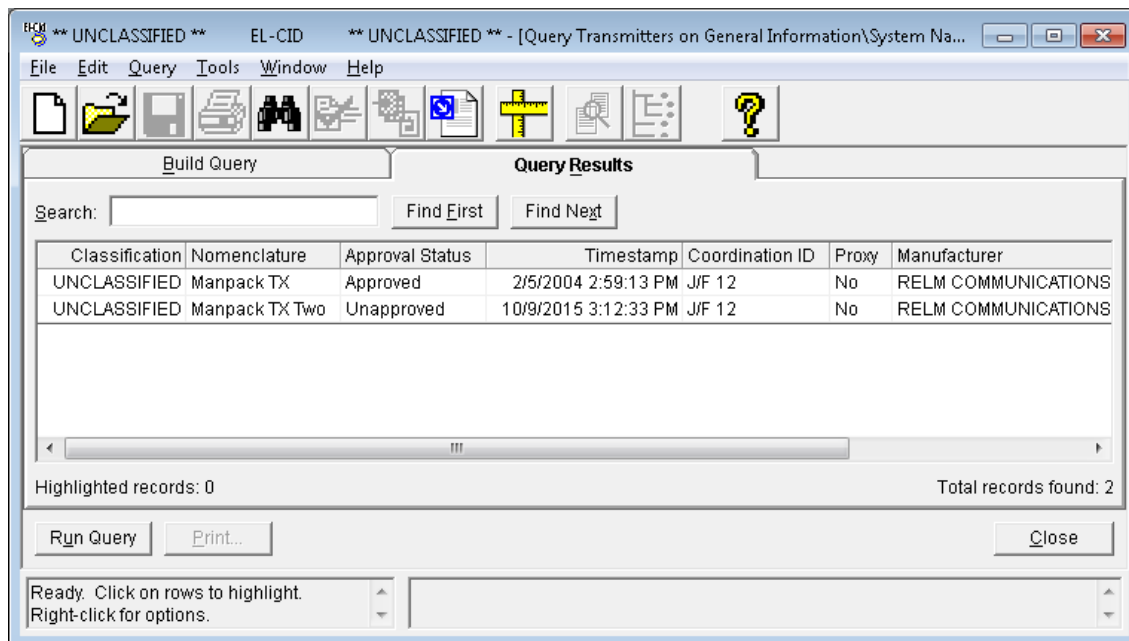 ** UNCLASSIFIED ** EL-CID ** UNCLASSIFIED ** - [Query Transmitters on General Information\System Na...
File Edit Query Tools Window Help
Build Query Query Results
Search: Find First Find Next
Classification Nomenclature Approval Status Timestamp Coordination ID Proxy Manufacturer
UNCLASSIFIED Manpack TX Approved 2/5/2004 2:59:13 PM J/F 12 No RELM COMMUNICATIONS
UNCLASSIFIED Manpack TX Two Unapproved 10/9/2015 3:12:33 PM J/F 12 No RELM COMMUNICATIONS
Highlighted records: 0 Total records found: 2
Run Query Print... Close
Ready. Click on rows to highlight.
Right-click for options.